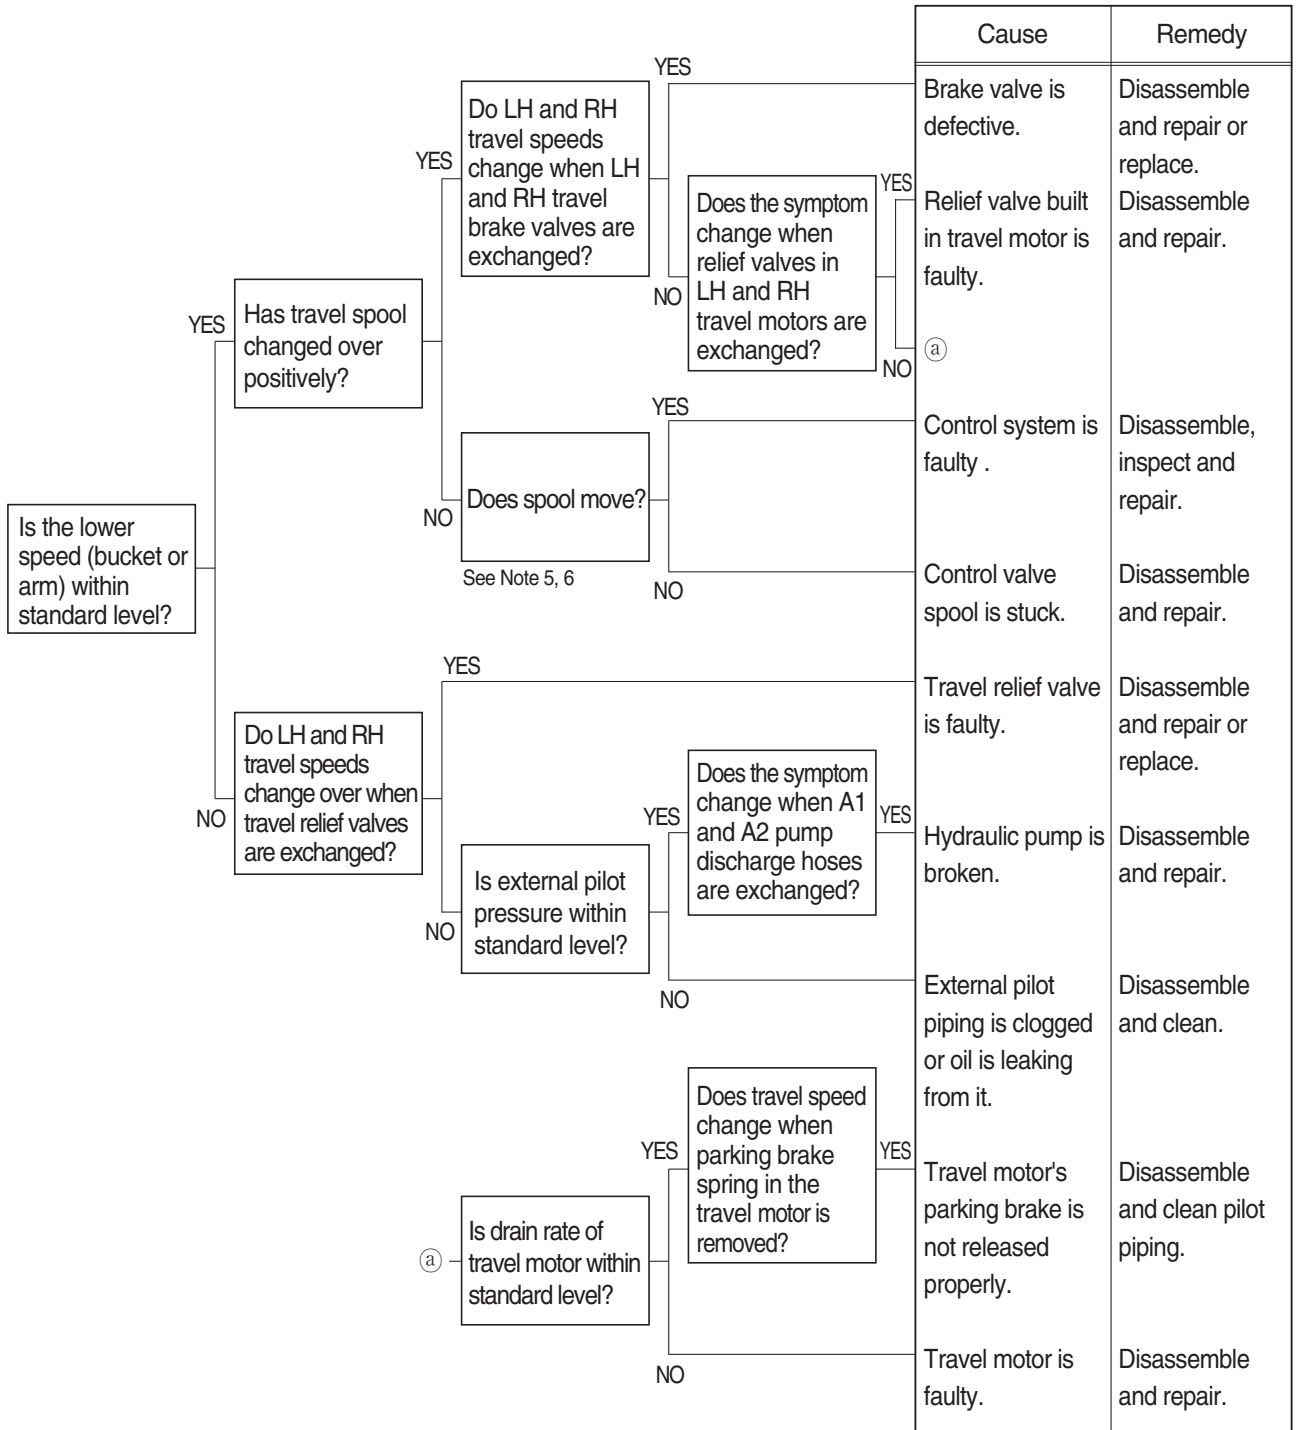 Cause
Remedy
YES
Do LH and RH
travel speeds
change when LH
and RH travel
brake valves are
exchanged?
YES
Brake valve is
defective.
Disassemble
and repair or
replace.
Does the symptom
change when
relief valves in
LH and RH
travel motors are
exchanged?
NO
YES
Relief valve built
in travel motor is
faulty.
Disassemble
and repair.
NO
ⓐ
YES
Has travel spool
changed over
positively?
NO
Does spool move?
See Note 5, 6
YES
Control system is
faulty .
Disassemble,
inspect and
repair.
NO
Control valve
spool is stuck.
Disassemble
and repair.
Is the lower
speed (bucket or
arm) within
standard level?
NO
Do LH and RH
travel speeds
change over when
travel relief valves
are exchanged?
YES
Travel relief valve
is faulty.
Disassemble
and repair or
replace.
NO
Is external pilot
pressure within
standard level?
YES
Does the symptom
change when A1
and A2 pump
discharge hoses
are exchanged?
YES
Hydraulic pump is
broken.
Disassemble
and repair.
NO
External pilot
piping is clogged
or oil is leaking
from it.
Disassemble
and clean.
ⓐ
Is drain rate of
travel motor within
standard level?
YES
Does travel speed
change when
parking brake
spring in the
travel motor is
removed?
YES
Travel motor's
parking brake is
not released
properly.
Disassemble
and clean pilot
piping.
NO
Travel motor is
faulty.
Disassemble
and repair.